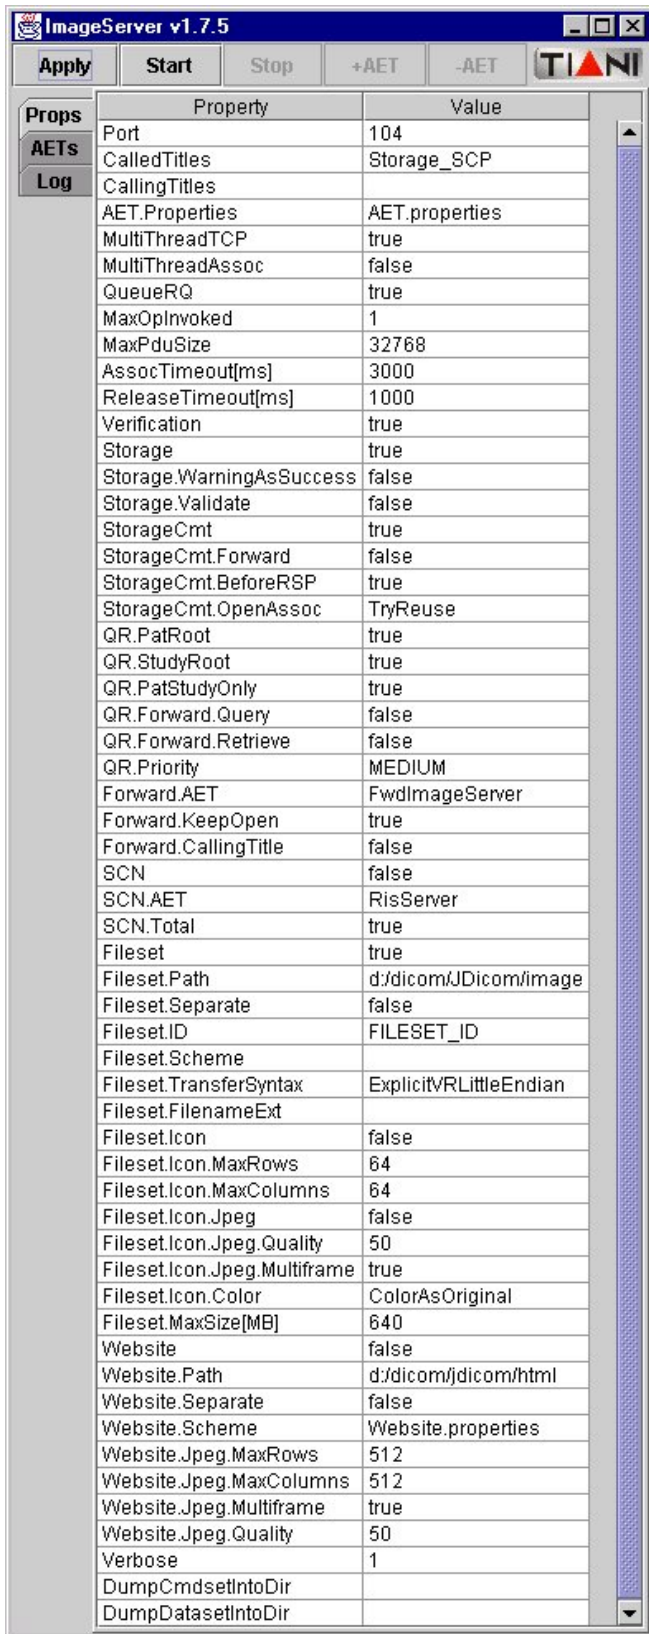 ImageServer v1.7.5
Apply Start Stop +AET -AET TIANI
Props
AETs
Log
Property Value
Port 104
CalledTitles Storage_SCP
CallingTitles
AET.Properties AET.properties
MultiThreadTCP true
MultiThreadAssoc false
QueueRQ true
MaxOpInvoked 1
MaxPduSize 32768
AssocTimeout[ms] 3000
ReleaseTimeout[ms] 1000
Verification true
Storage true
Storage.WarningAsSuccess false
Storage.Validate false
StorageCmt true
StorageCmt.Forward false
StorageCmt.BeforeRSP true
StorageCmt.OpenAssoc TryReuse
QR.PatRoot true
QR.StudyRoot true
QR.PatStudyOnly true
QR.Forward.Query false
QR.Forward.Retrieve false
QR.Priority MEDIUM
Forward.AET FwdImageServer
Forward.KeepOpen true
Forward.CallingTitle false
SCN false
SCN.AET RisServer
SCN.Total true
Fileset true
Fileset.Path d:/dicom/JDicom/image
Fileset.Separate false
Fileset.ID FILESET_ID
Fileset.Scheme
Fileset.TransferSyntax ExplicitVRLittleEndian
Fileset.FilenameExt
Fileset.Icon false
Fileset.Icon.MaxRows 64
Fileset.Icon.MaxColumns 64
Fileset.Icon.Jpeg false
Fileset.Icon.Jpeg.Quality 50
Fileset.Icon.Jpeg.Multiframe true
Fileset.Icon.Color ColorAsOriginal
Fileset.MaxSize[MB] 640
Website false
Website.Path d:/dicom/jdicom/html
Website.Separate false
Website.Scheme Website.properties
Website.Jpeg.MaxRows 512
Website.Jpeg.MaxColumns 512
Website.Jpeg.Multiframe true
Website.Jpeg.Quality 50
Verbose 1
DumpCmdsetIntoDir
DumpDatasetIntoDir